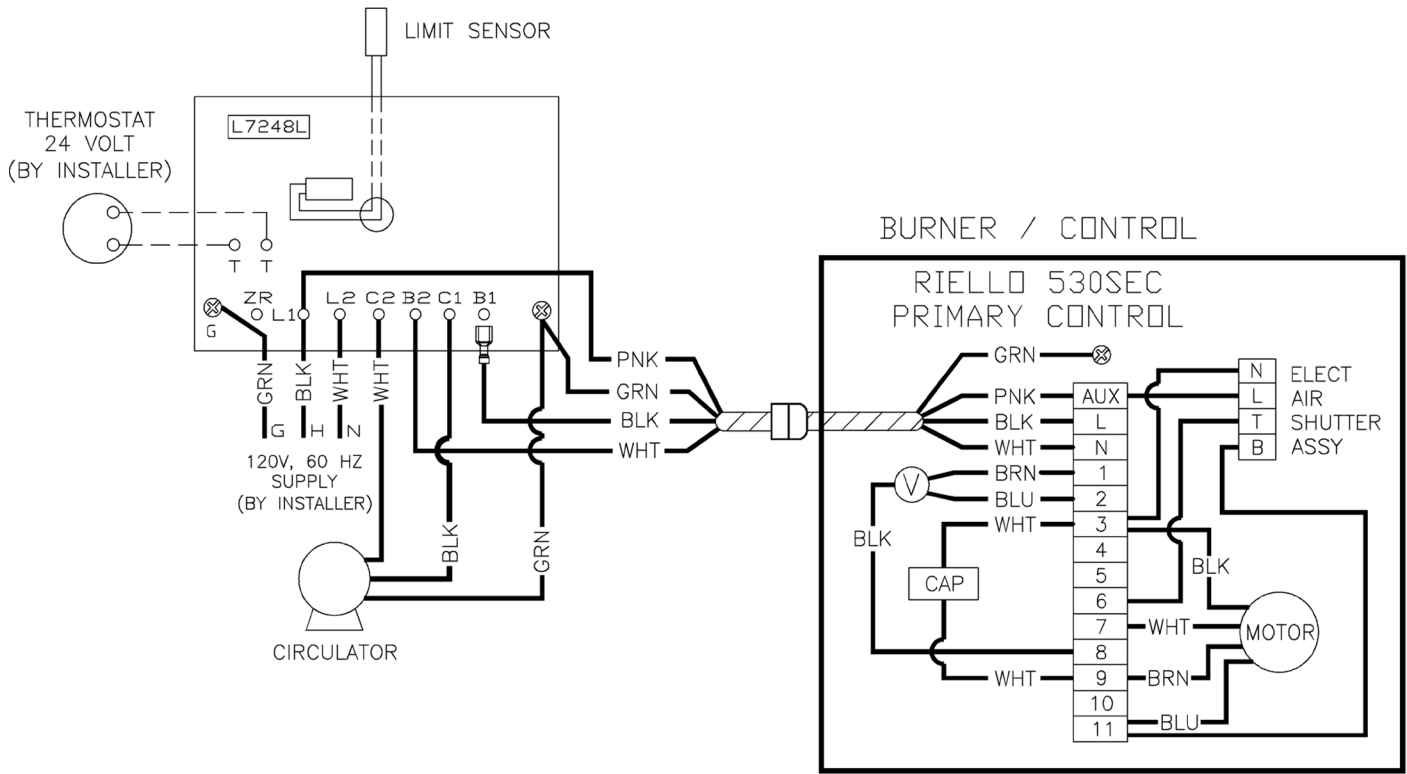 LIMIT SENSOR
THERMOSTAT
24 VOLT
(BY INSTALLER)
L7248L
T T
ZR L1 L2 C2 B2 C1 B1
G
GRN BLK WHT WHT
G H N
120V, 60 HZ
SUPPLY
(BY INSTALLER)
BLK
GRN
CIRCULATOR
PNK
GRN
BLK
WHT
BURNER / CONTROL
RIELLO 530SEC
PRIMARY CONTROL
GRN
PNK AUX
BLK L
WHT N
BRN 1
BLU 2
WHT 3
4
5
6
7 WHT
8
WHT 9 BRN
10
11 BLU
V
BLK
CAP
BLK
MOTOR
N ELECT
L AIR
T SHUTTER
B ASSY